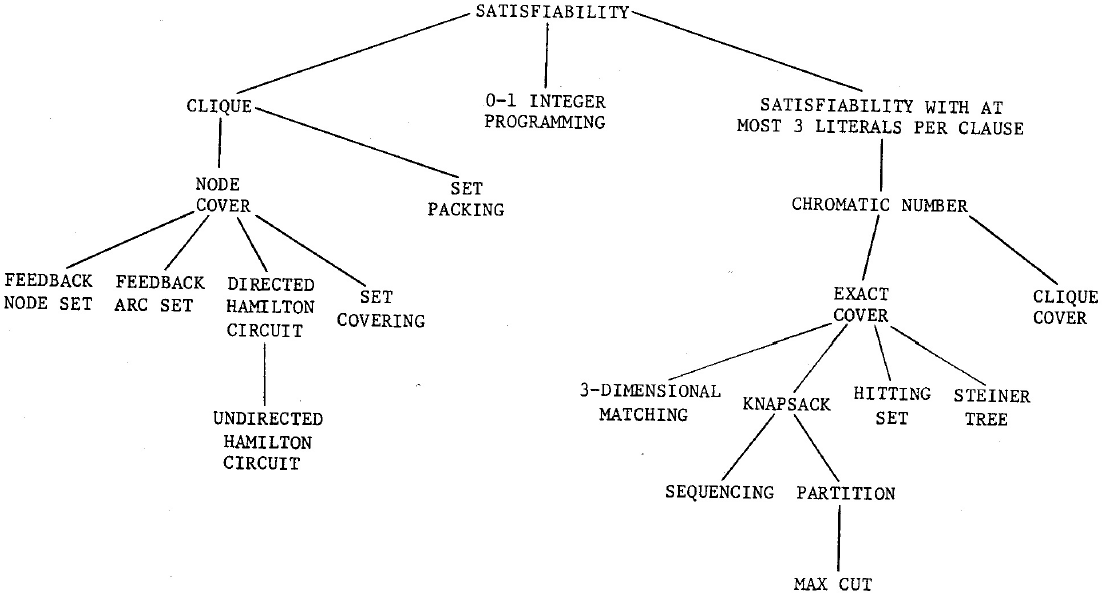 SATISFIABILITY
CLIQUE
0-1 INTEGER
PROGRAMMING
SATISFIABILITY WITH AT
MOST 3 LITERALS PER CLAUSE
NODE
COVER
SET
PACKING
CHROMATIC NUMBER
FEEDBACK
NODE SET
FEEDBACK
ARC SET
DIRECTED
HAMILTON
CIRCUIT
SET
COVERING
EXACT
COVER
CLIQUE
COVER
UNDIRECTED
HAMILTON
CIRCUIT
3-DIMENSIONAL
MATCHING
KNAPSACK
HITTING
SET
STEINER
TREE
SEQUENCING
PARTITION
MAX CUT